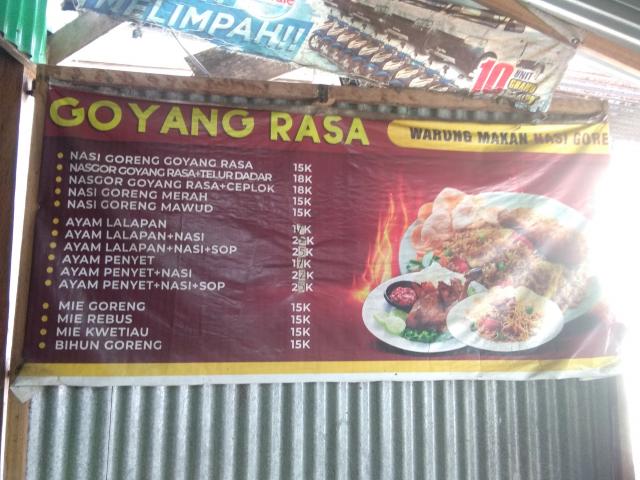 MELIMPAH!!
10 UNIT
GOYANG RASA
WARUNG MAKAN NASI GORE
• NASI GORENG GOYANG RASA 15K
• NASGOR GOYANG RASA+TELUR DADAR 18K
• NASGOR GOYANG RASA+CEPLOK 18K
• NASI GORENG MERAH 15K
• NASI GORENG MAWUD 15K
• AYAM LALAPAN
• AYAM LALAPAN+NASI
• AYAM LALAPAN+NASI+SOP
• AYAM PENYET
• AYAM PENYET+NASI
• AYAM PENYET+NASI+SOP
• MIE GORENG 15K
• MIE REBUS 15K
• MIE KWETIAU 15K
• BIHUN GORENG 15K